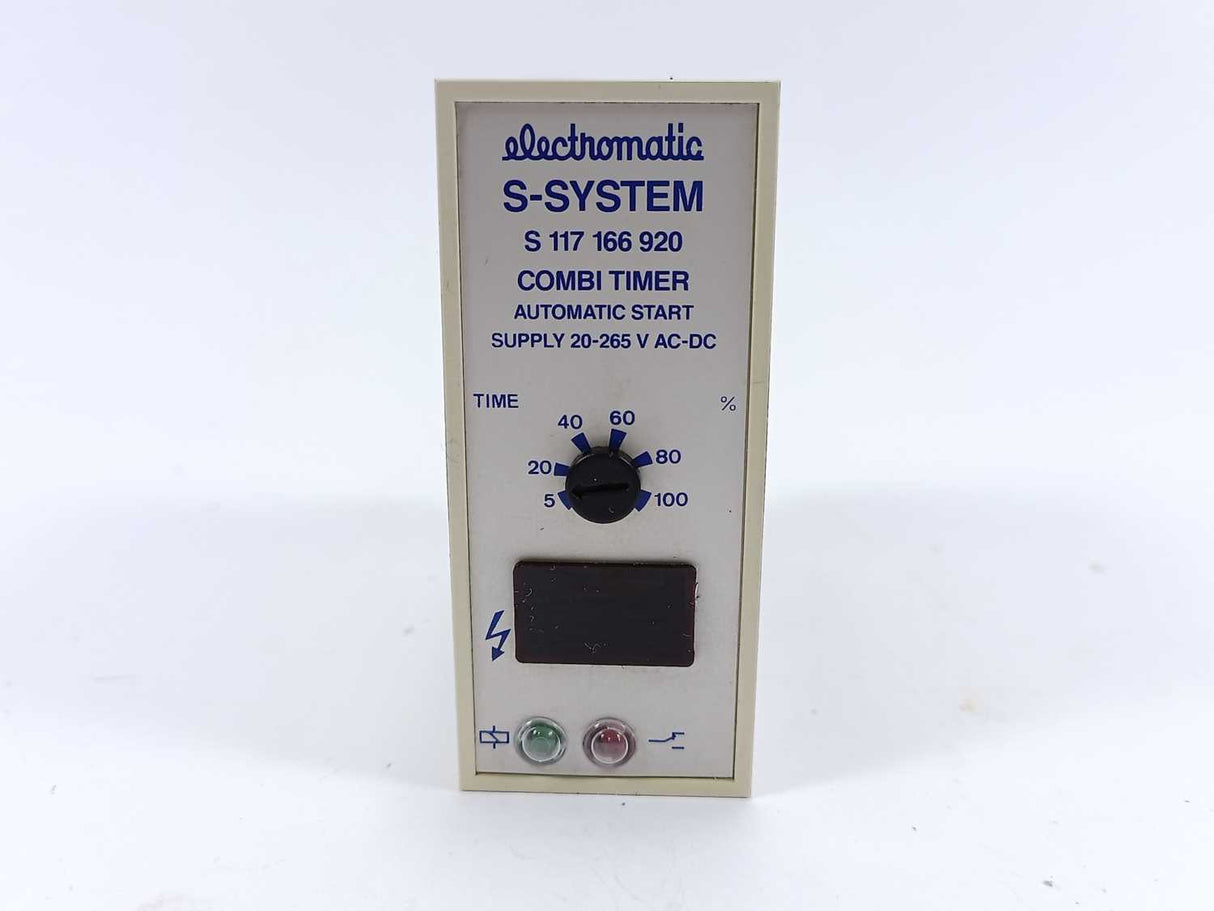 electromatic
S-SYSTEM
S 117 166 920
COMBI TIMER
AUTOMATIC START
SUPPLY 20-265 V AC-DC
TIME %
40 60
20 80
5 100